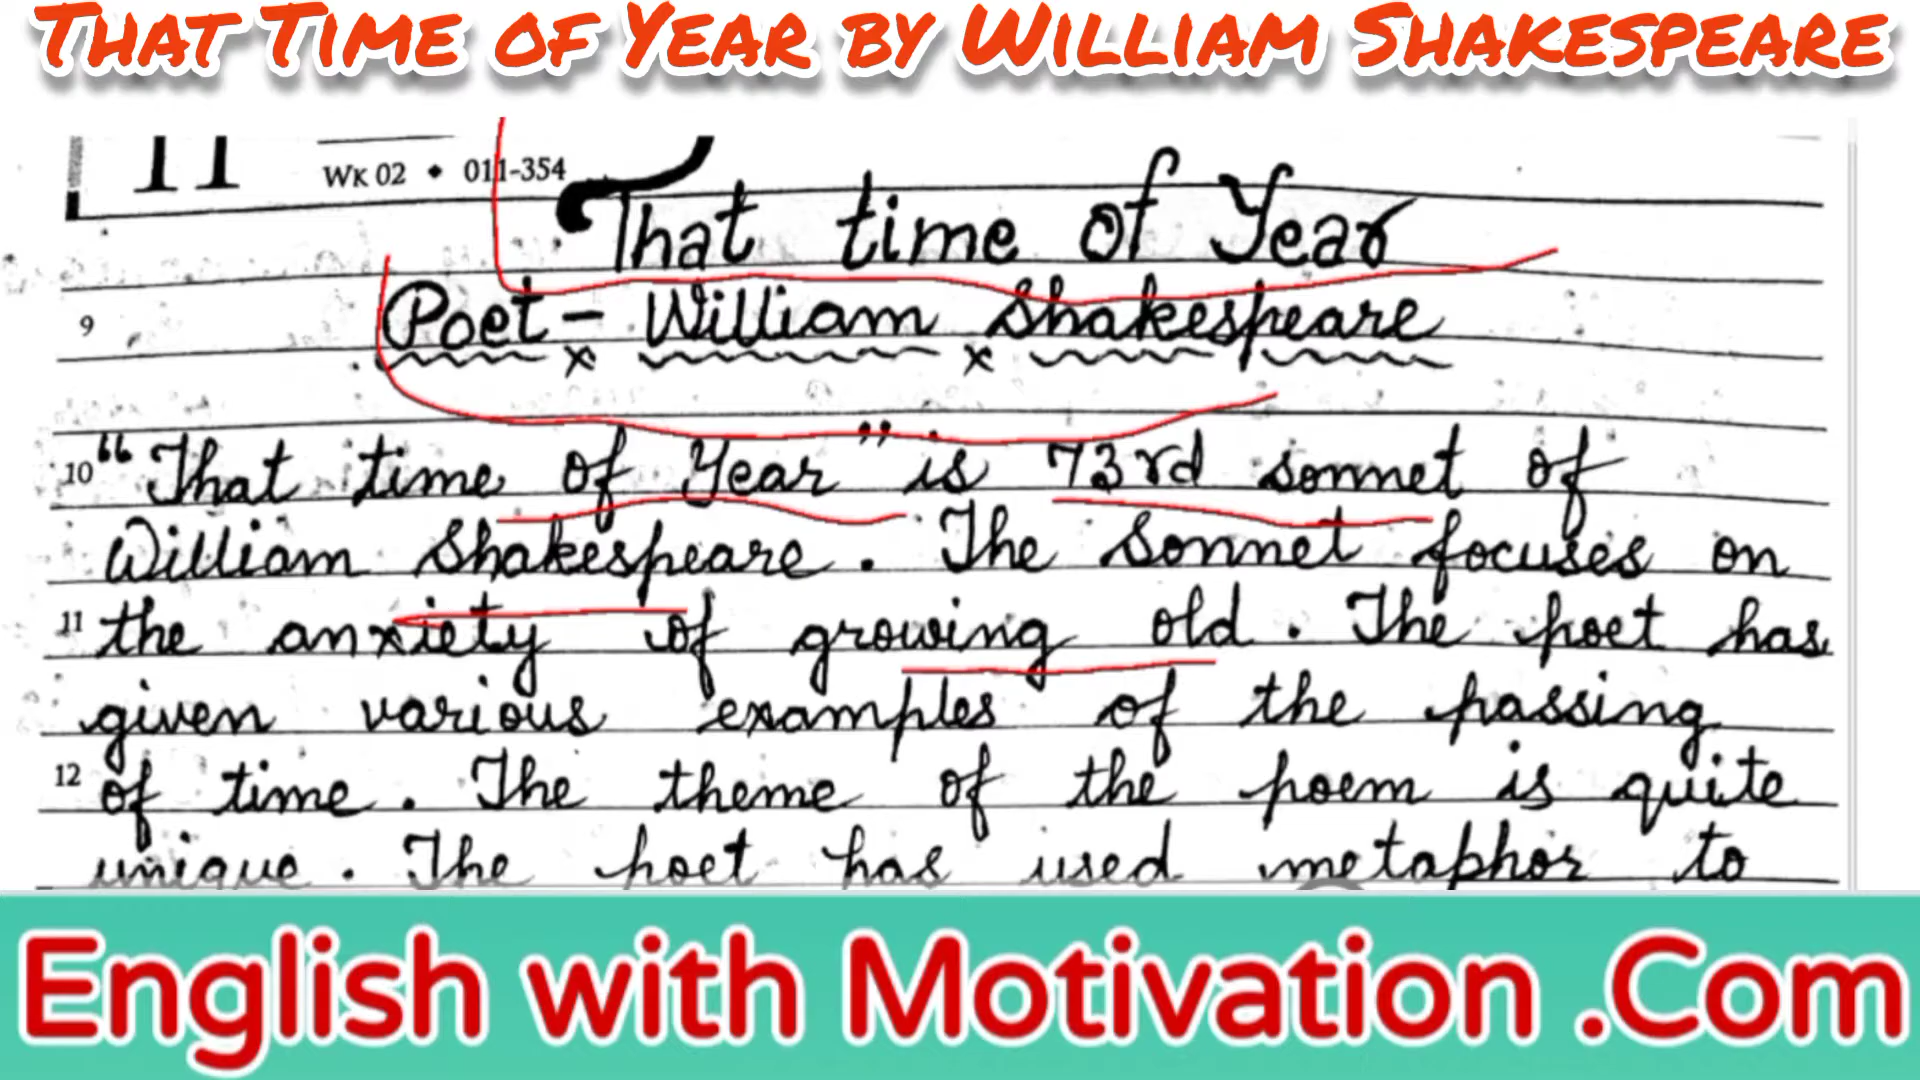 THAT TIME OF YEAR BY WILLIAM SHAKESPEARE
11
WK 02 ◆ 011-354
That time of Year
9
Poet - William Shakespeare
10 "That time of Year" is 73rd sonnet of
William Shakespeare. The Sonnet focuses on
11 the anxiety of growing old. The poet has
given various examples of the passing
12 of time. The theme of the poem is quite
unique. The poet has used metaphor to
English with Motivation .Com